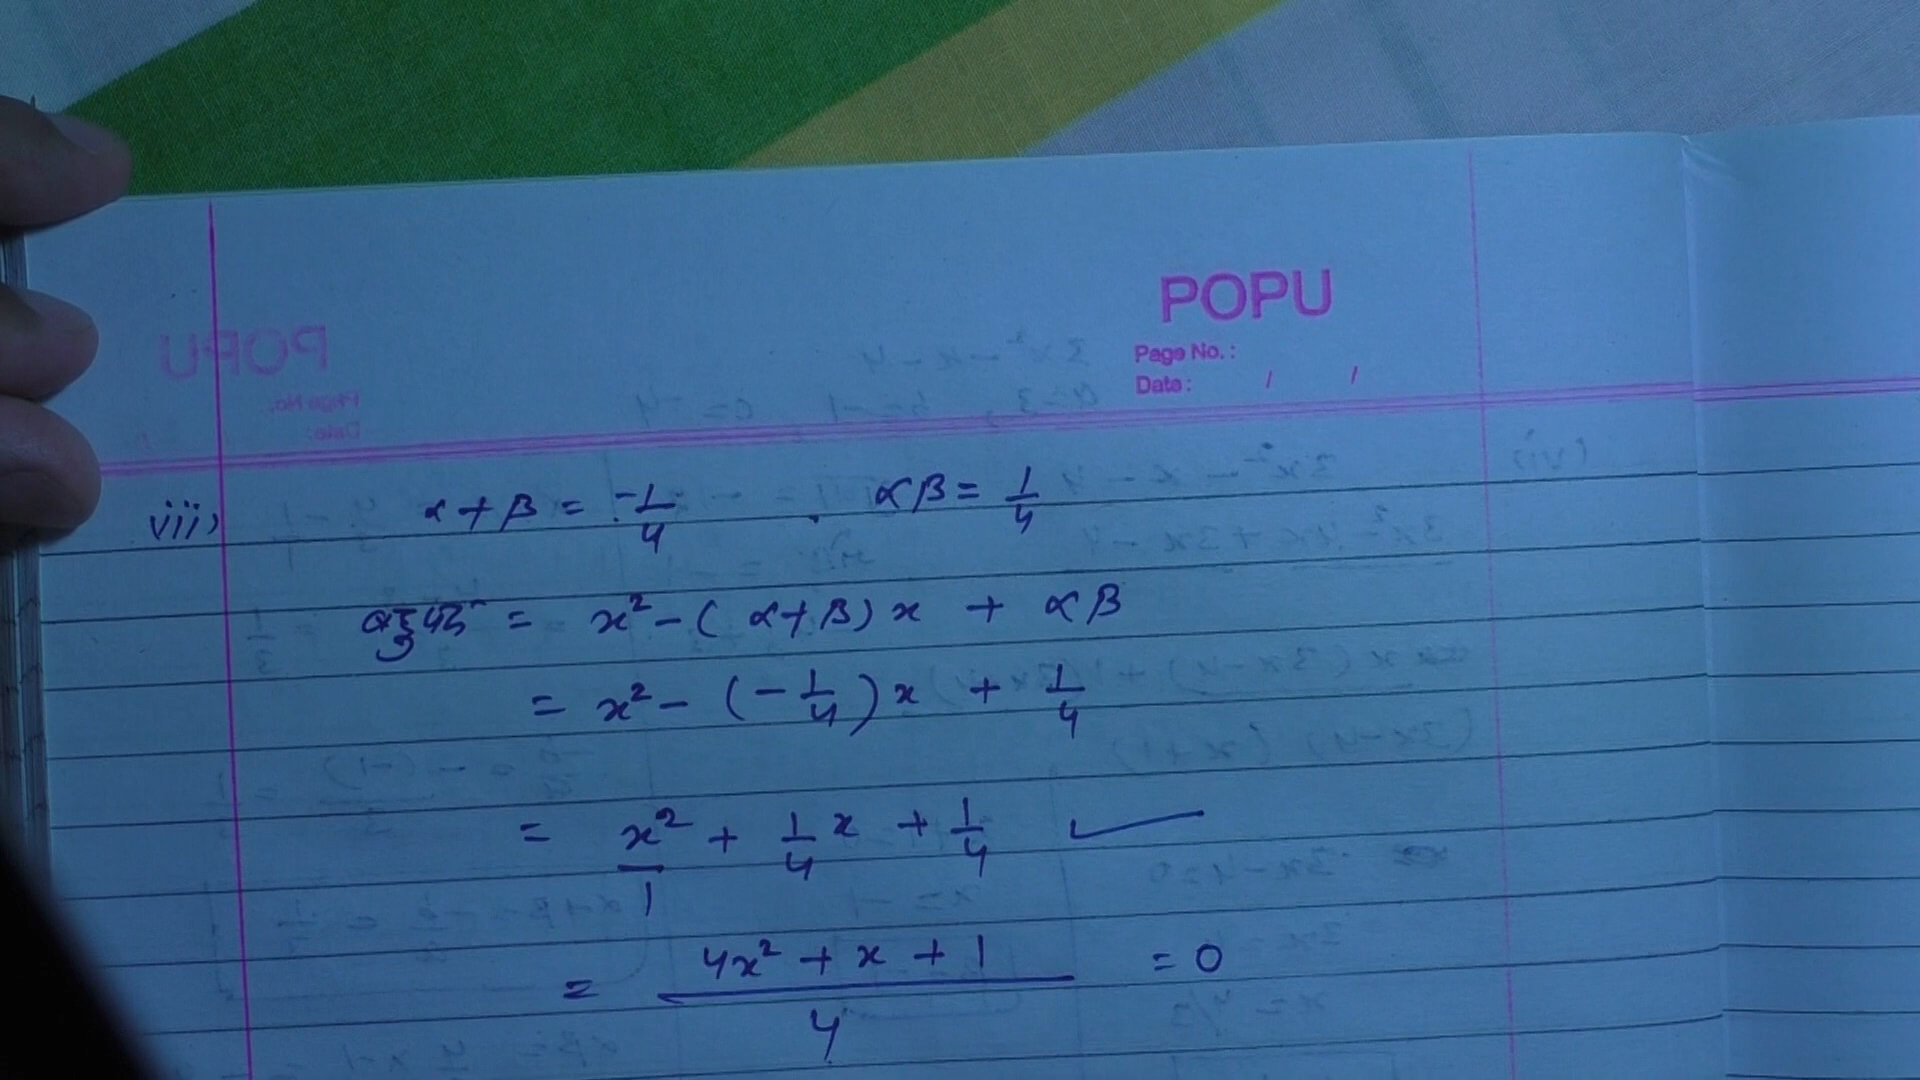 POPU
Page No.:
Date: / /
vii) α+β = -1/4 , αβ = 1/4
बहुपद = x² - (α+β) x + αβ
= x² - (-1/4) x + 1/4
= x²/1 + 1/4 x + 1/4 ✓
= (4x² + x + 1)/4 = 0